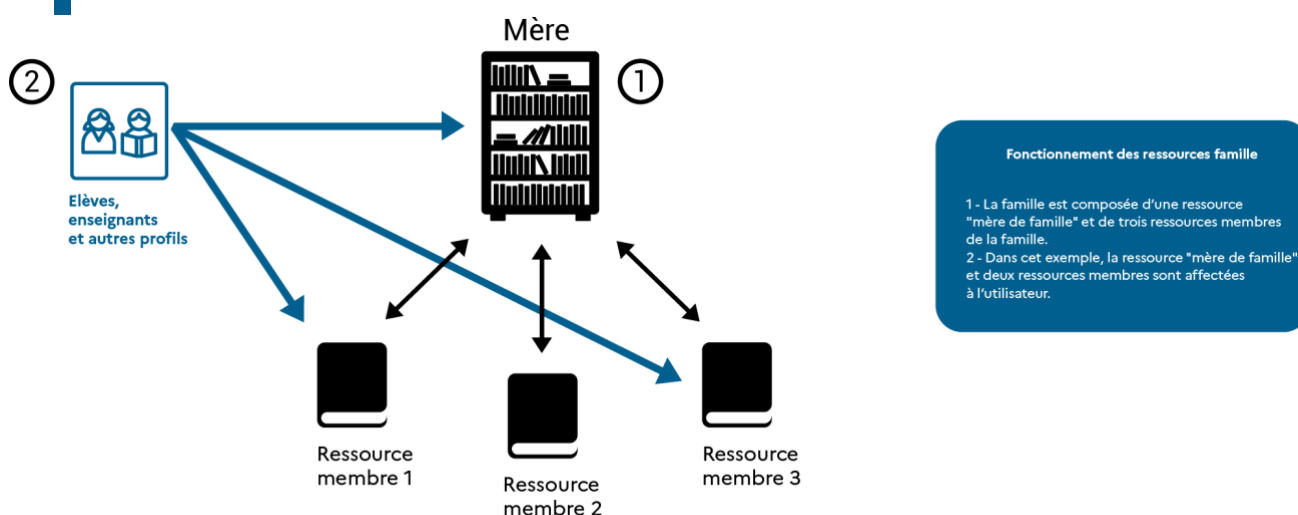 Mère
2
1
Elèves,
enseignants
et autres profils
Ressource
membre 1
Ressource
membre 2
Ressource
membre 3
Fonctionnement des ressources famille
1 - La famille est composée d'une ressource
"mère de famille" et de trois ressources membres
de la famille.
2 - Dans cet exemple, la ressource "mère de famille"
et deux ressources membres sont affectées
à l'utilisateur.